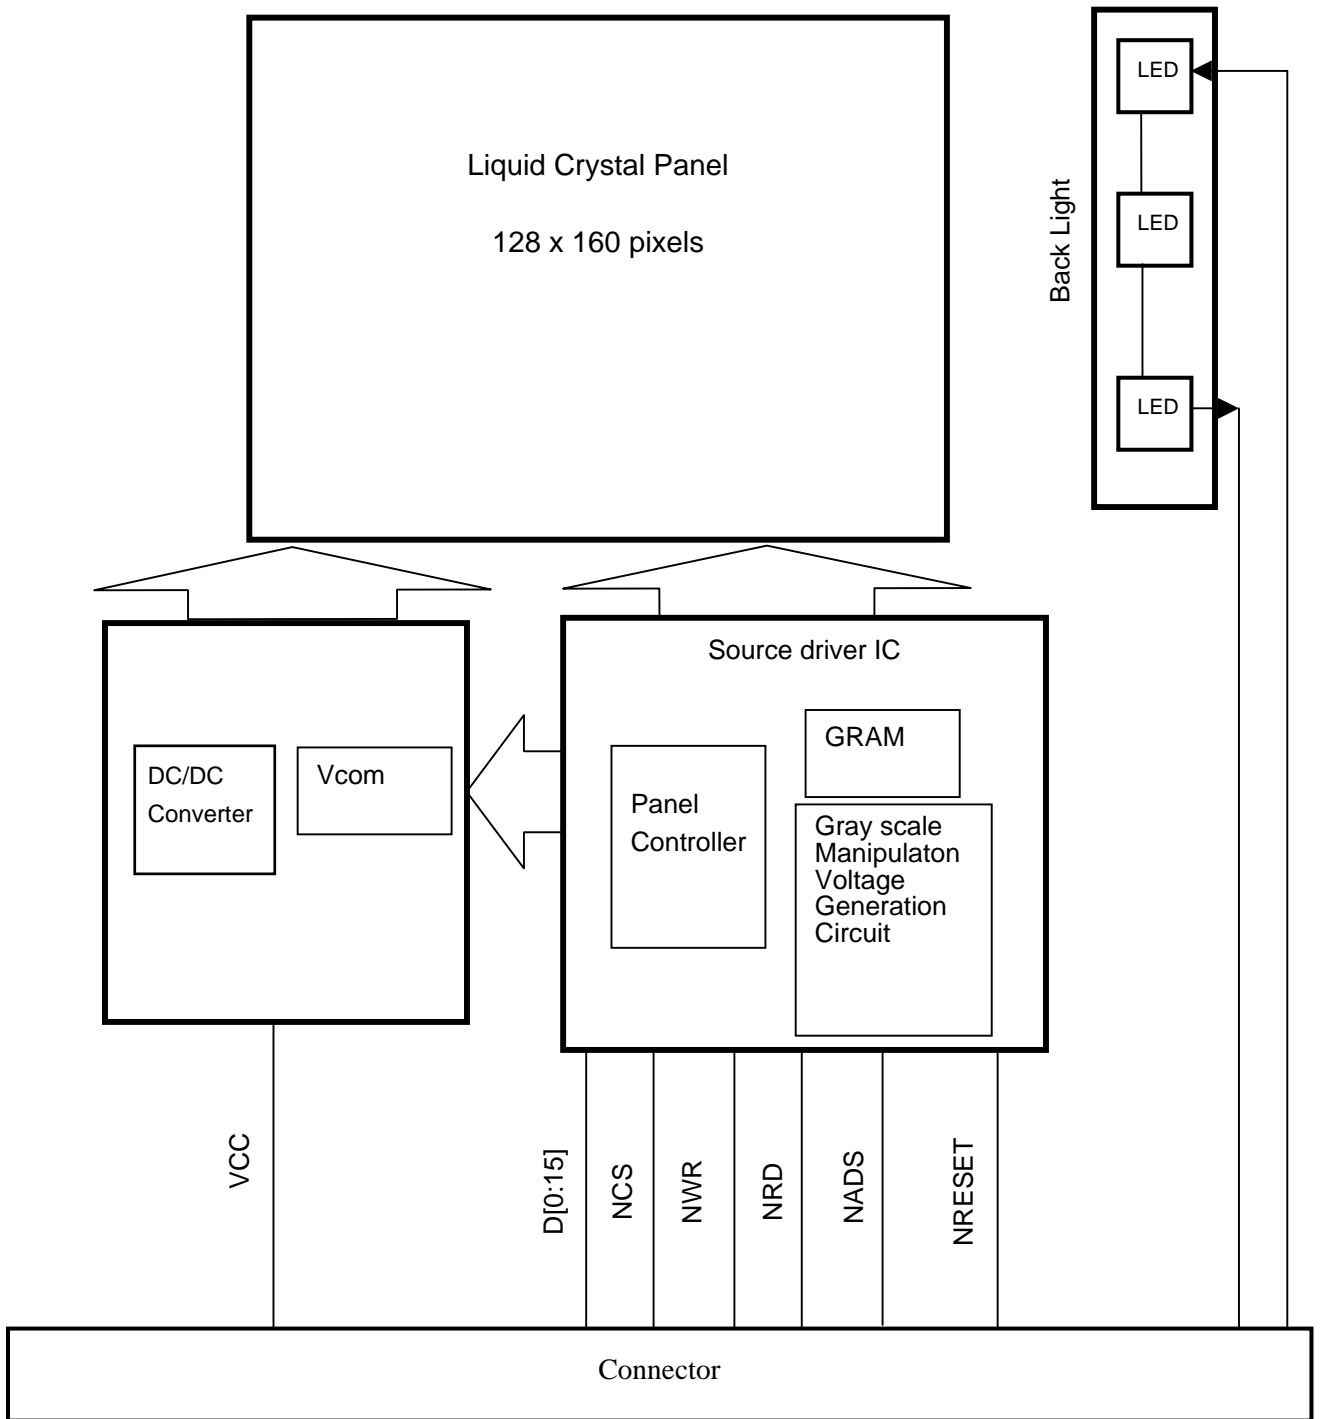 Liquid Crystal Panel
128 x 160 pixels
Back Light
LED
LED
LED
Source driver IC
DC/DC
Converter
Vcom
Panel
Controller
GRAM
Gray scale
Manipulaton
Voltage
Generation
Circuit
VCC
D[0:15]
NCS
NWR
NRD
NADS
NRESET
Connector